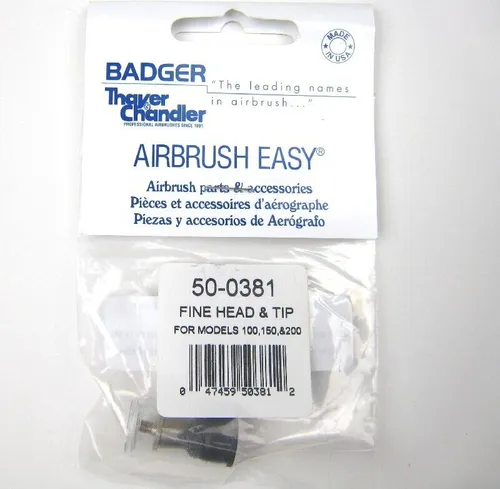 MADE
IN USA
BADGER
Thayer
&
Chandler
PROFESSIONAL AIRBRUSHES SINCE 1891
"The leading names
in airbrush..."
AIRBRUSH EASY®
Airbrush parts & accessories
Pièces et accessoires d'aérographe
Piezas y accesorios de Aerógrafo
50-0381
FINE HEAD & TIP
FOR MODELS 100,150,&200
0 47459 50381 2